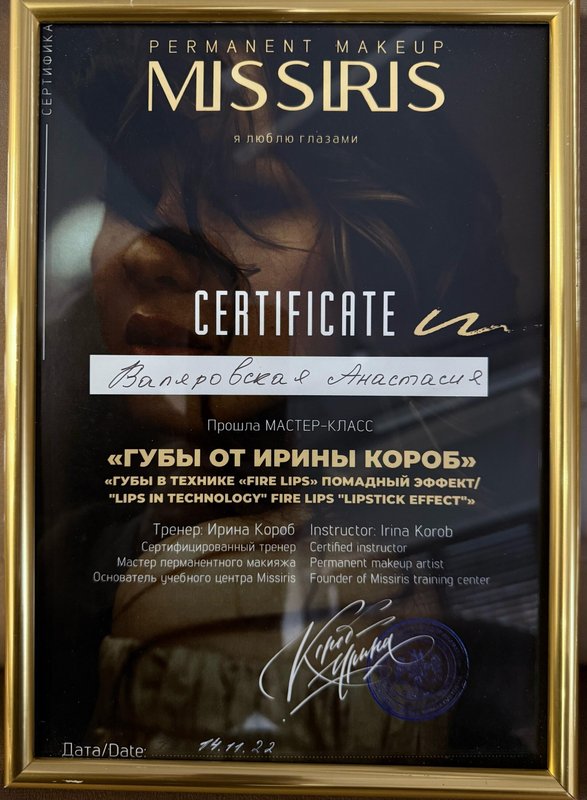 СЕРТИФИКА
PERMANENT MAKEUP
MISSIRIS
я люблю глазами
CERTIFICATE
Валяровская Анастасия
Прошла МАСТЕР-КЛАСС
«ГУБЫ ОТ ИРИНЫ КОРОБ»
«ГУБЫ В ТЕХНИКЕ «FIRE LIPS» ПОМАДНЫЙ ЭФФЕКТ/
"LIPS IN TECHNOLOGY" FIRE LIPS "LIPSTICK EFFECT"»
Тренер: Ирина Короб
Сертифицированный тренер
Мастер перманентного макияжа
Основатель учебного центра Missiris
Instructor: Irina Korob
Certified instructor
Permanent makeup artist
Founder of Missiris training center
Короб Ирина
Дата/Date: 14.11.22